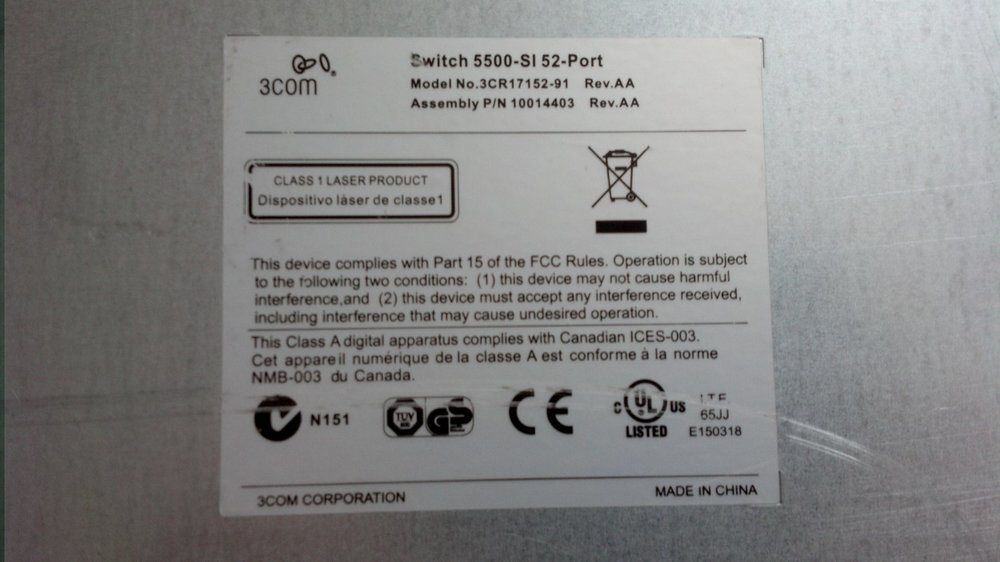 3COM
Switch 5500-SI 52-Port
Model No.3CR17152-91 Rev.AA
Assembly P/N 10014403 Rev.AA
CLASS 1 LASER PRODUCT
Dispositivo làser de classe1
This device complies with Part 15 of the FCC Rules. Operation is subject
to the following two conditions: (1) this device may not cause harmful
interference,and (2) this device must accept any interference received,
including interference that may cause undesired operation.
This Class A digital apparatus complies with Canadian ICES-003.
Cet appareil numérique de la classe A est conforme à la norme
NMB-003 du Canada.
N151
TUV
GS
CE
C UL US
LISTED
I.T.E
65JJ
E150318
3COM CORPORATION
MADE IN CHINA